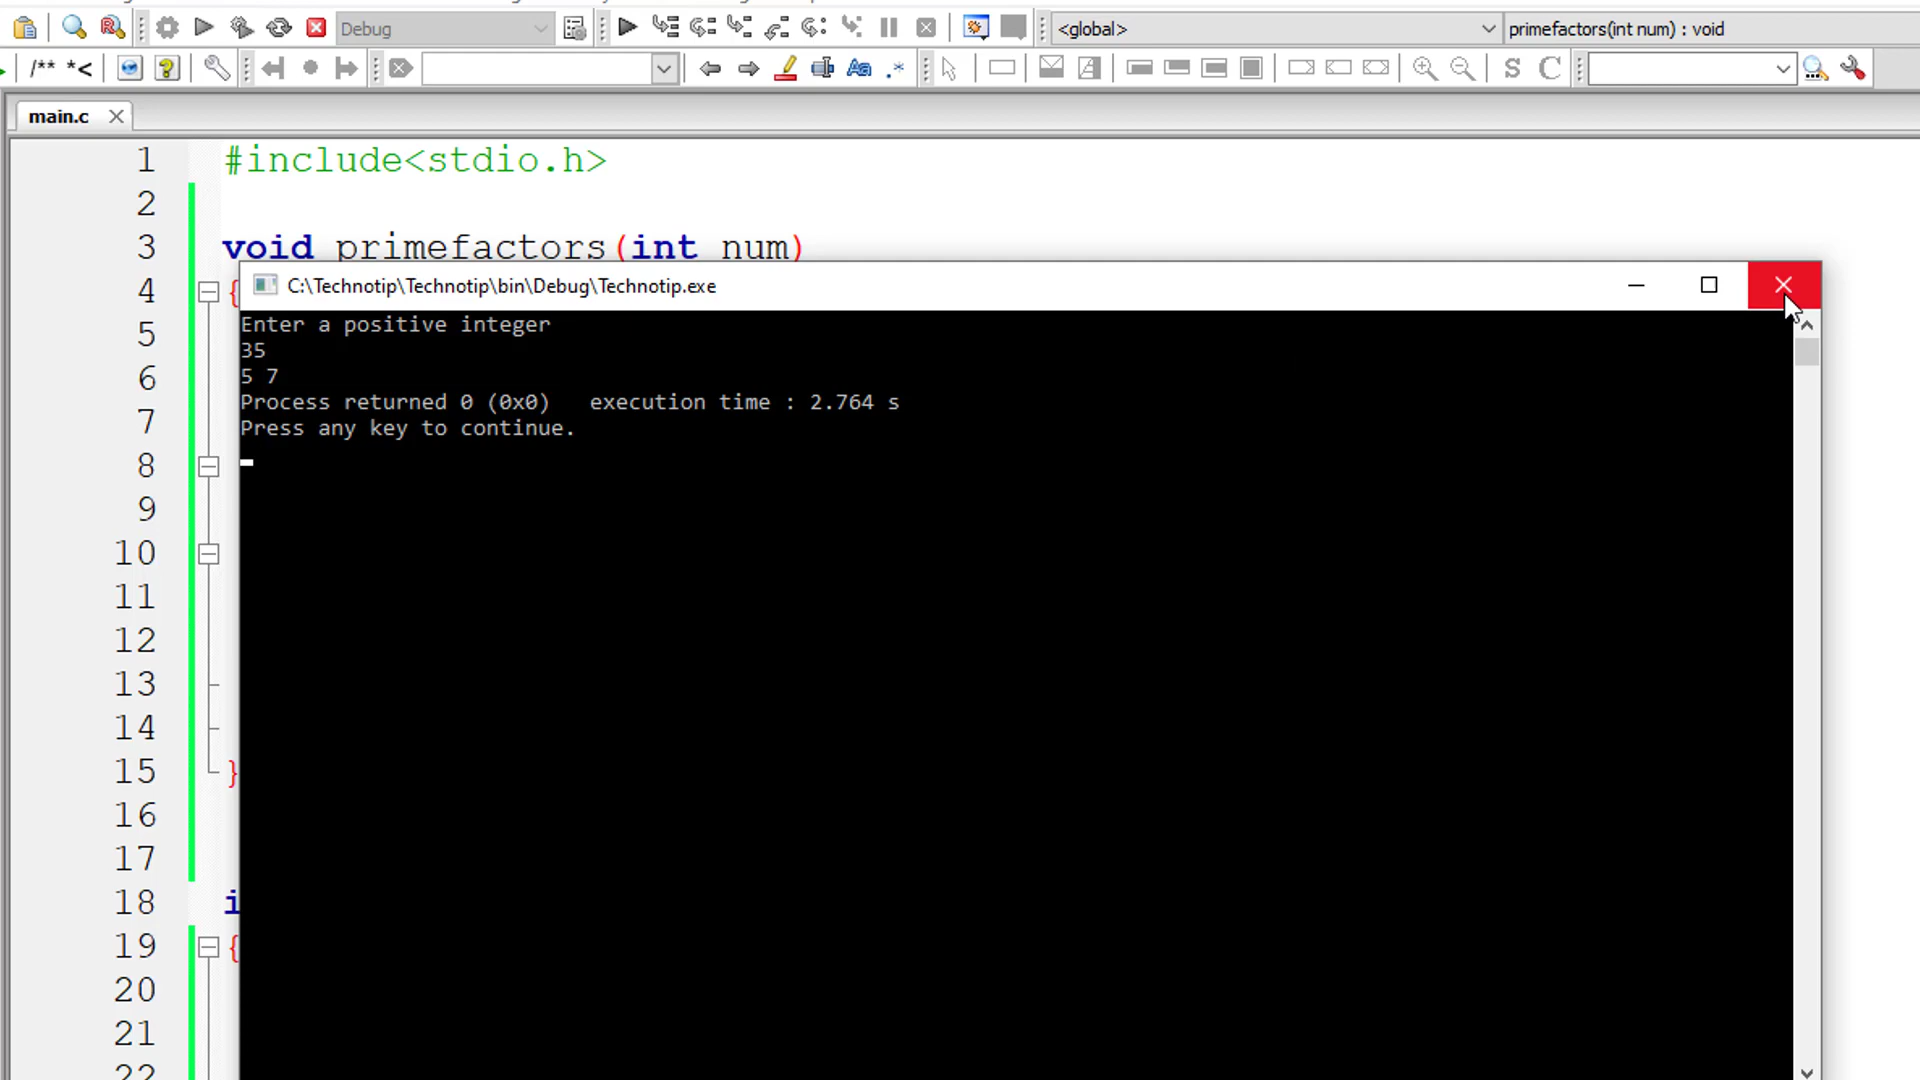 Debug
<global>
primefactors(int num) : void
/** *<
Aa .*
S C
main.c
1 #include<stdio.h>
2
3 void primefactors(int num)
4 {
C:\Technotip\Technotip\bin\Debug\Technotip.exe
5
Enter a positive integer
35
6
5 7
7
Process returned 0 (0x0)   execution time : 2.764 s
Press any key to continue.
8
9
10
11
12
13
14
15 }
16
17
18 i
19 {
20
21
22